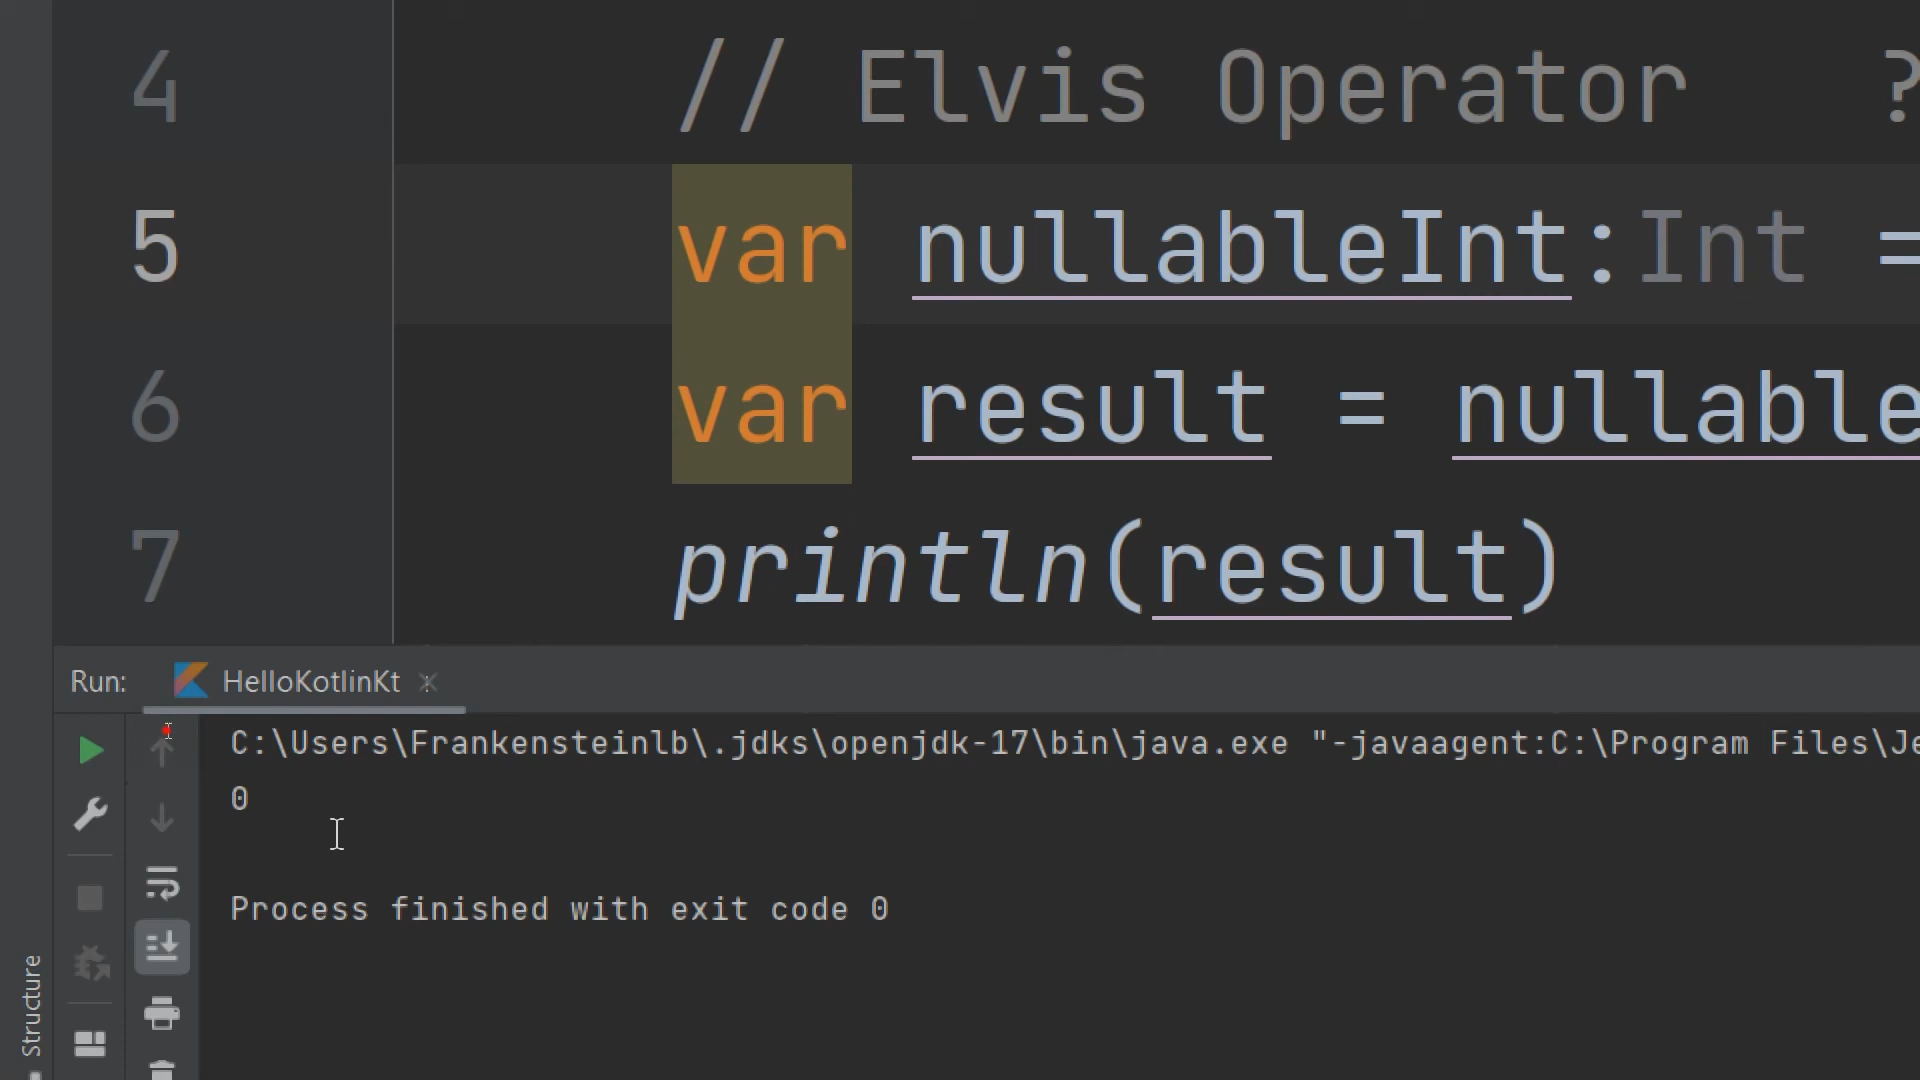 4 // Elvis Operator ?
5 var nullableInt:Int =
6 var result = nullable
7 println(result)
Run: HelloKotlinKt
C:\Users\Frankensteinlb\.jdks\openjdk-17\bin\java.exe "-javaagent:C:\Program Files\Je
0
Process finished with exit code 0
Structure